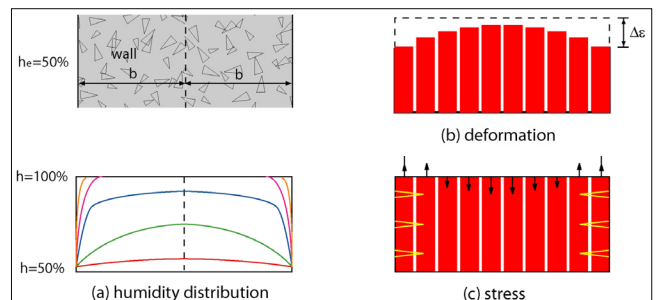 wall
hₑ=50%
b
b
Δε
(b) deformation
h=100%
h=50%
(a) humidity distribution
(c) stress